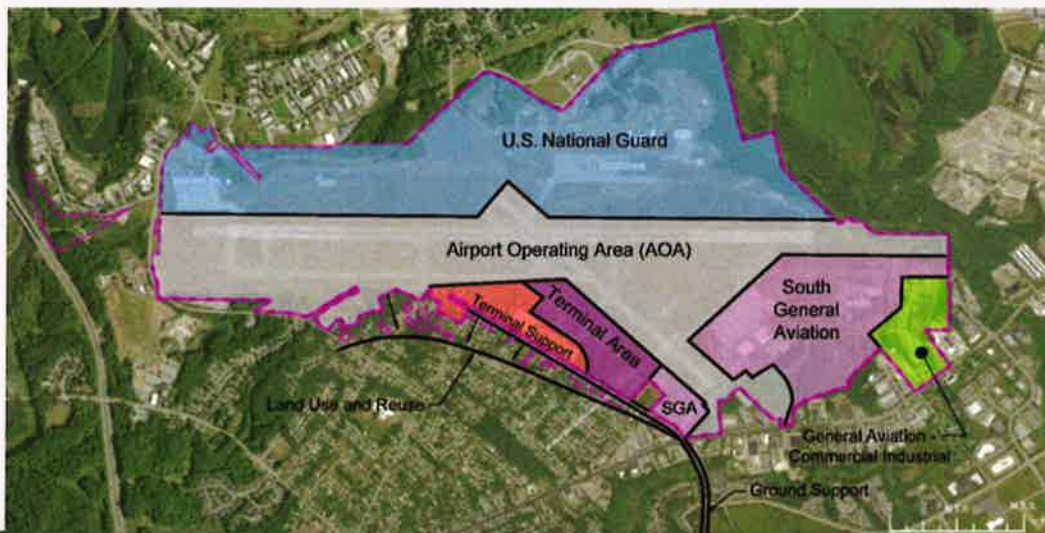 U.S. National Guard
Airport Operating Area (AOA)
South
General
Aviation
Terminal Support
Terminal Area
Land Use and Reuse
SGA
General Aviation -
Commercial Industrial
Ground Support